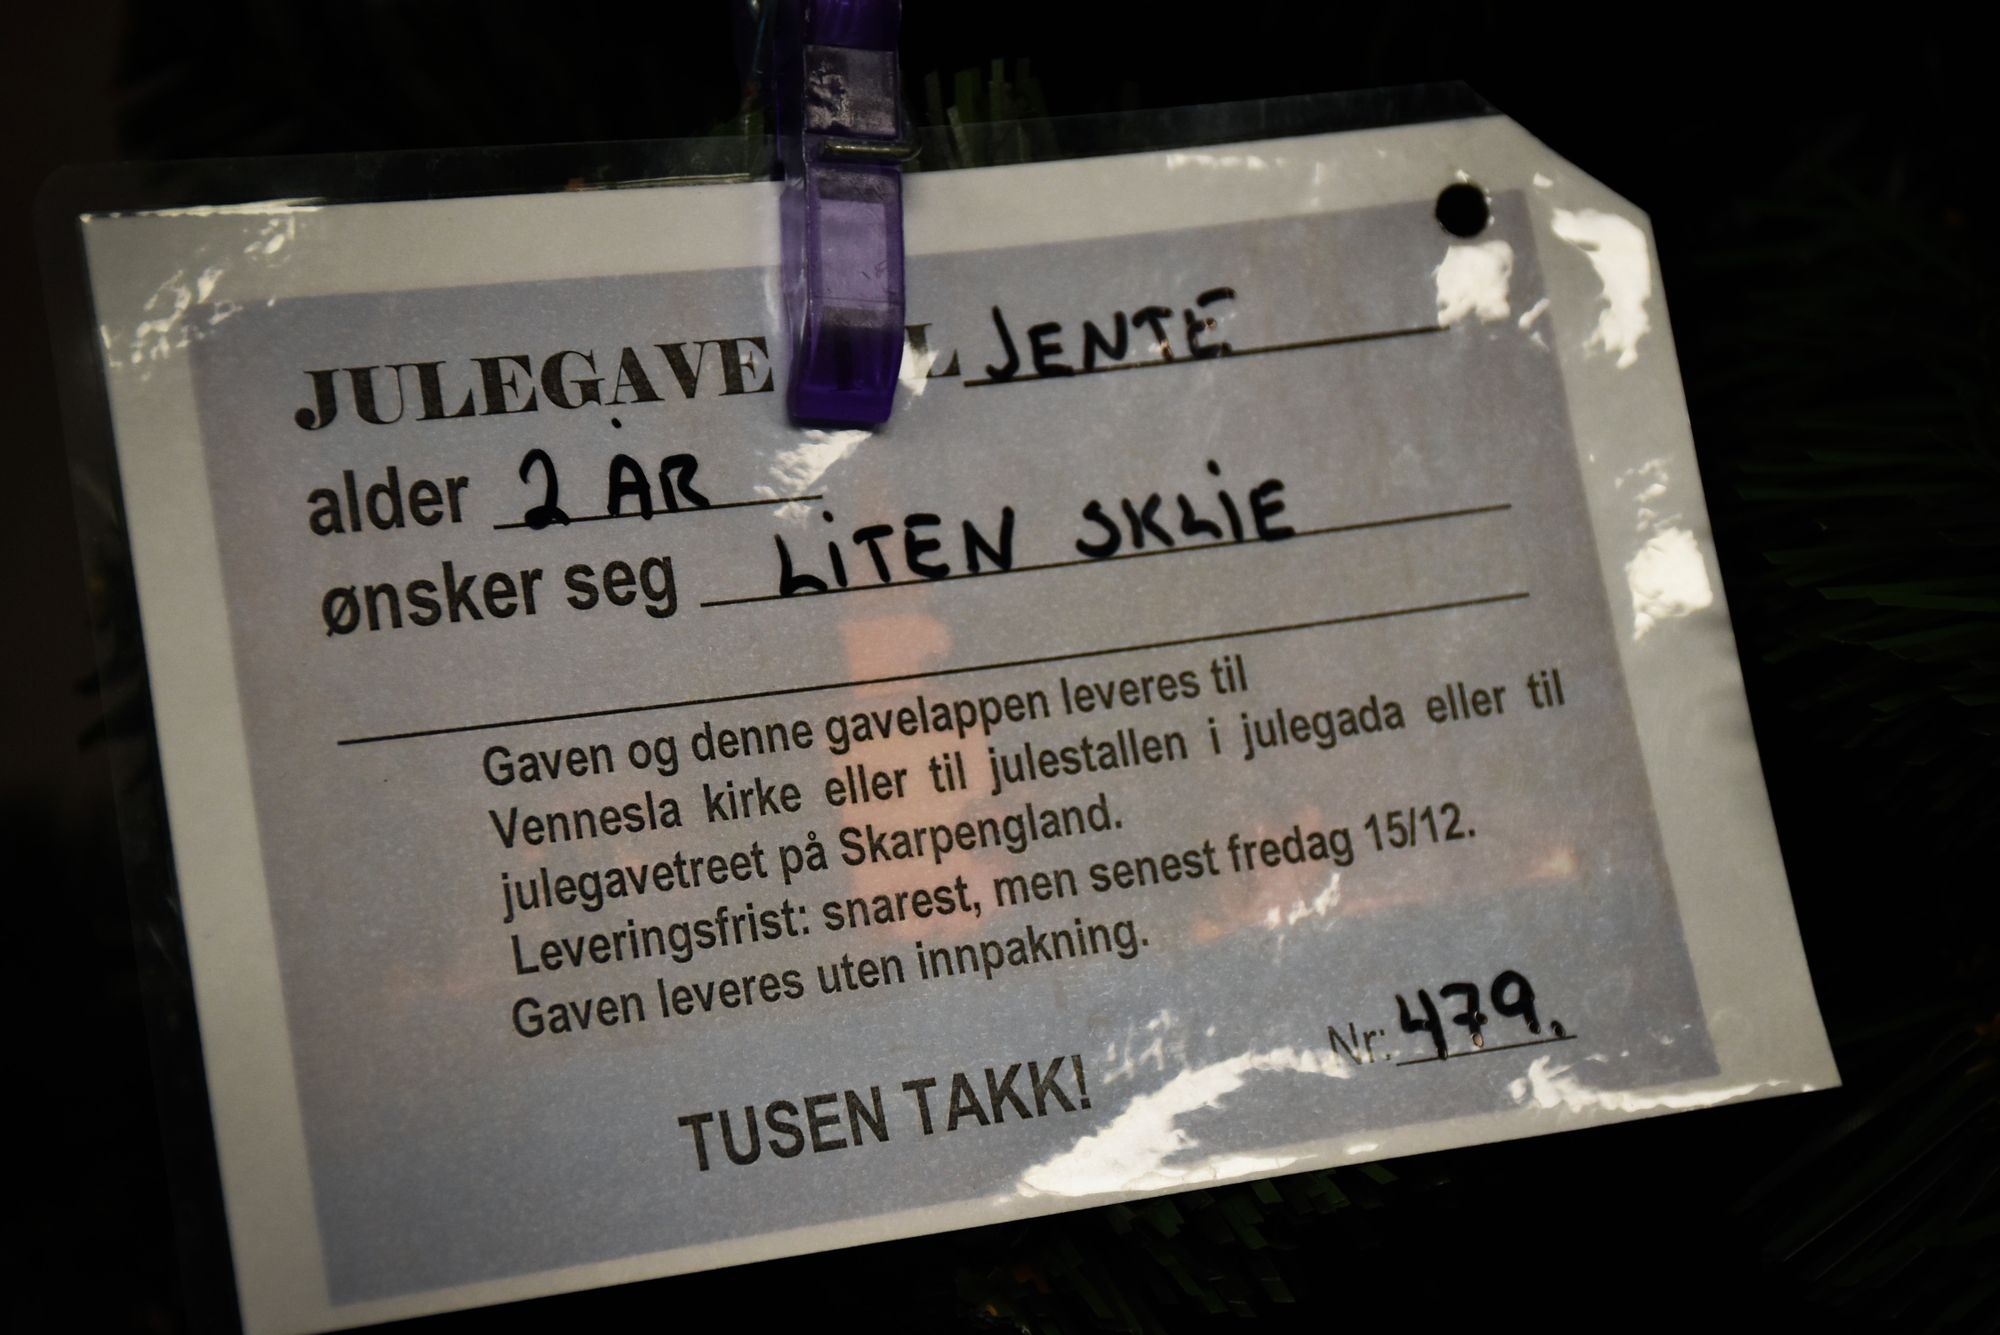 JULEGAVE JENTE
alder 2 ÅR
ønsker seg LITEN SKLIE
Gaven og denne gavelappen leveres til
Vennesla kirke eller til julestallen i julegada eller til
julegavetreet på Skarpengland.
Leveringsfrist: snarest, men senest fredag 15/12.
Gaven leveres uten innpakning.
Nr: 479.
TUSEN TAKK!